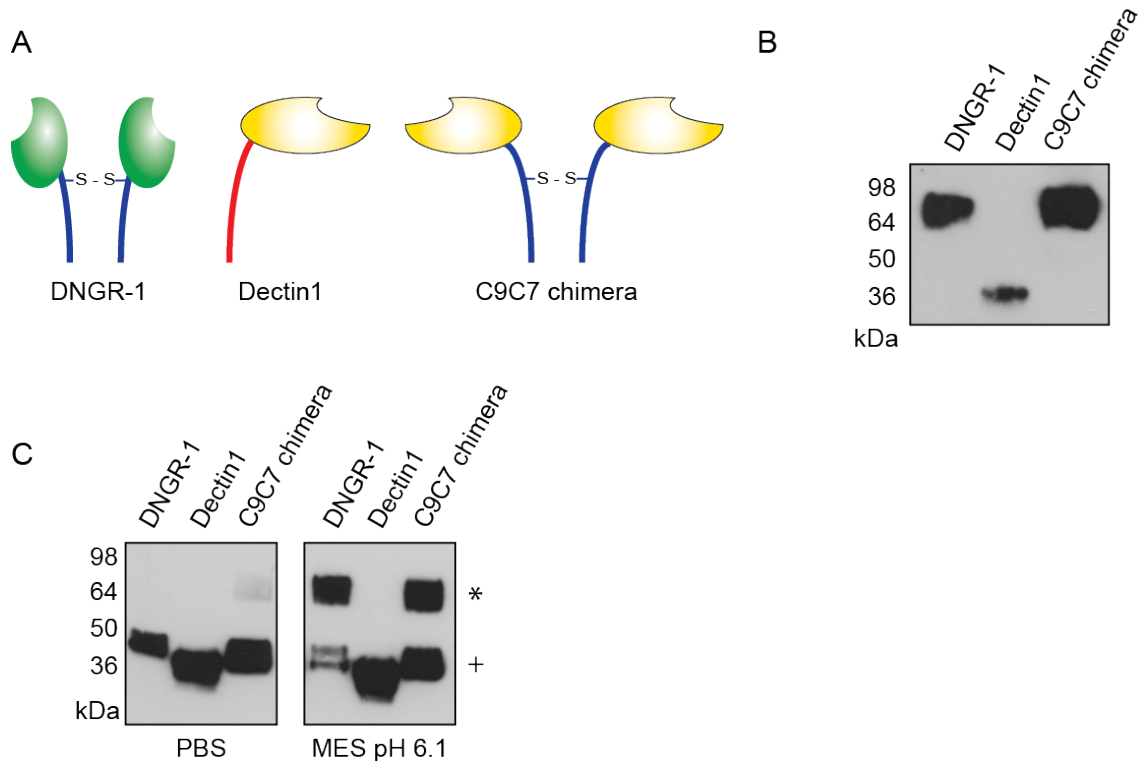 A
S - S
S - S
DNGR-1
Dectin1
C9C7 chimera
B
DNGR-1
Dectin1
C9C7 chimera
98
64
50
36
kDa
C
DNGR-1
Dectin1
C9C7 chimera
DNGR-1
Dectin1
C9C7 chimera
98
64
50
36
kDa
*
+
PBS
MES pH 6.1